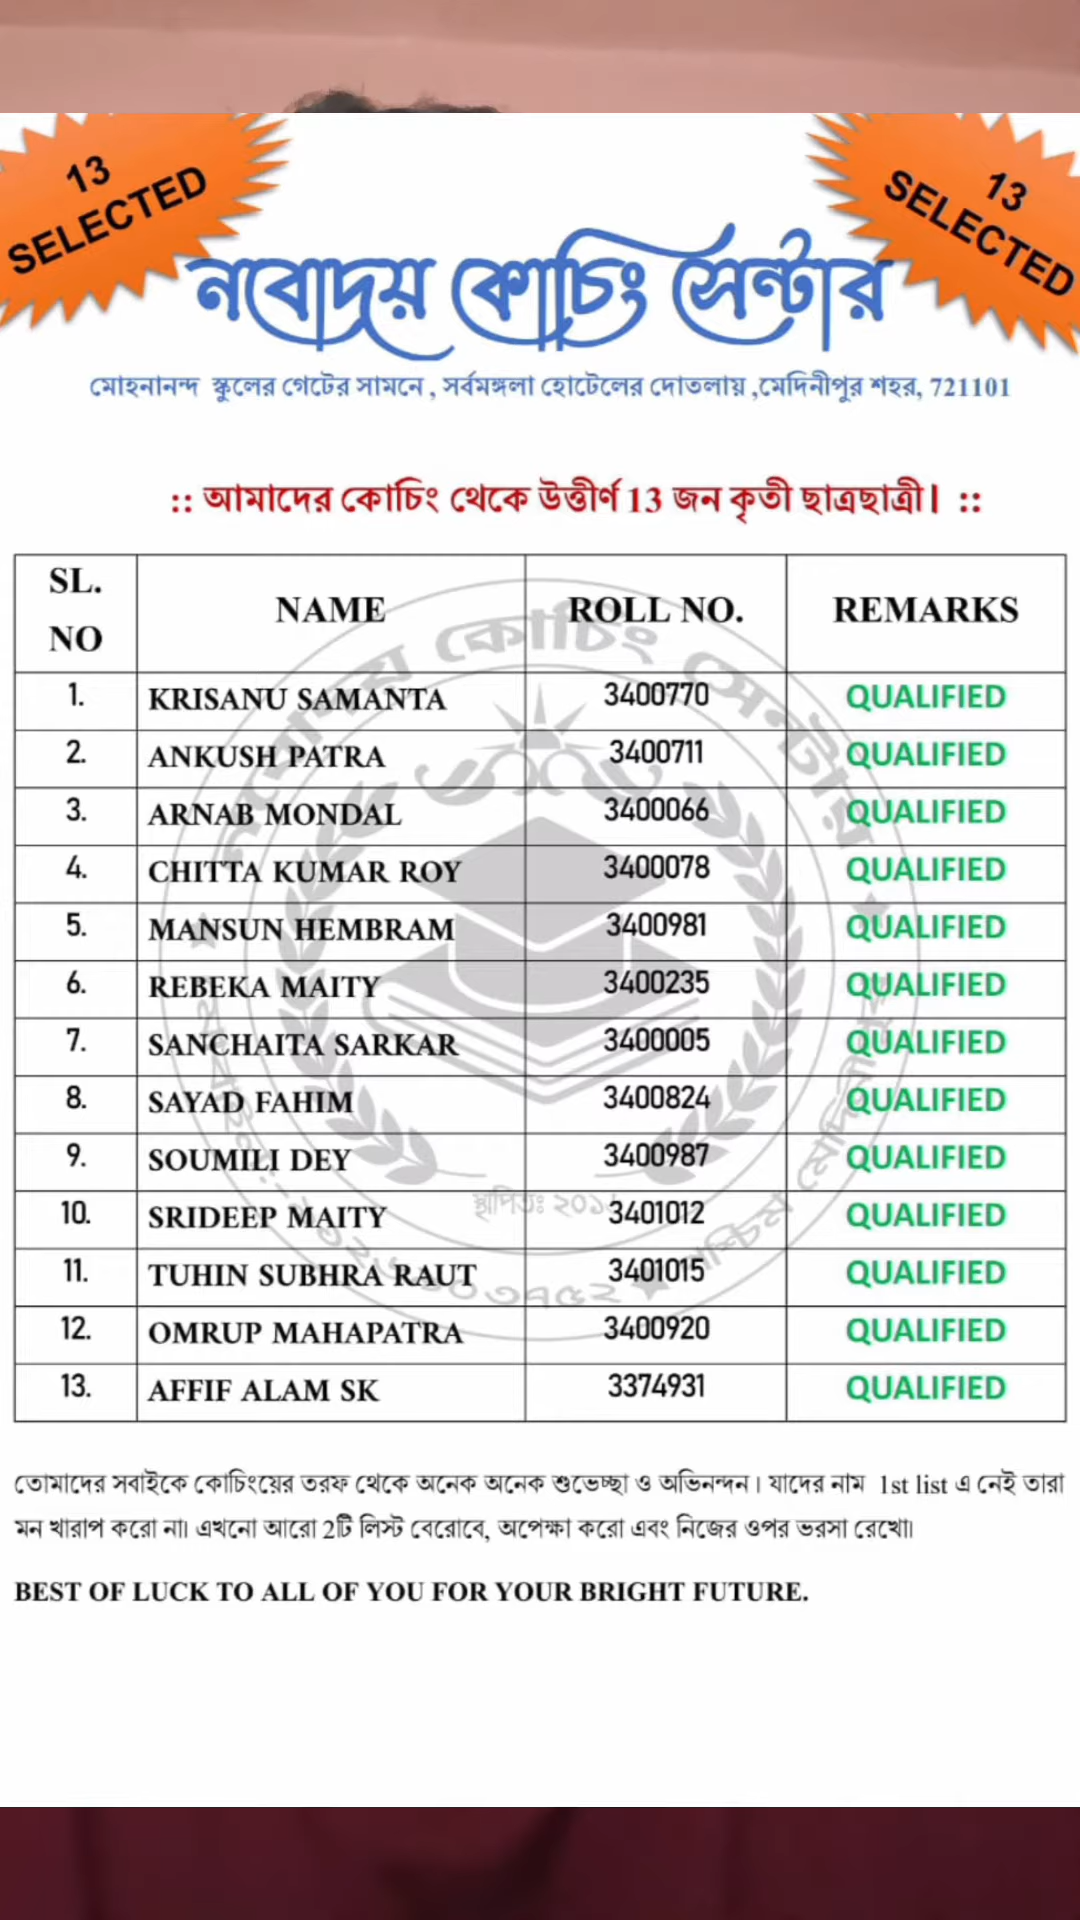 13
SELECTED
13
SELECTED
নবোদয় কোচিং সেন্টার
মোহনানন্দ স্কুলের গেটের সামনে , সর্বমঙ্গলা হোটেলের দোতলায় ,মেদিনীপুর শহর, 721101
:: আমাদের কোচিং থেকে উত্তীর্ণ 13 জন কৃতী ছাত্রছাত্রী। ::
SL. NO NAME ROLL NO. REMARKS
1. KRISANU SAMANTA 3400770 QUALIFIED
2. ANKUSH PATRA 3400711 QUALIFIED
3. ARNAB MONDAL 3400066 QUALIFIED
4. CHITTA KUMAR ROY 3400078 QUALIFIED
5. MANSUN HEMBRAM 3400981 QUALIFIED
6. REBEKA MAITY 3400235 QUALIFIED
7. SANCHAITA SARKAR 3400005 QUALIFIED
8. SAYAD FAHIM 3400824 QUALIFIED
9. SOUMILI DEY 3400987 QUALIFIED
10. SRIDEEP MAITY 3401012 QUALIFIED
11. TUHIN SUBHRA RAUT 3401015 QUALIFIED
12. OMRUP MAHAPATRA 3400920 QUALIFIED
13. AFFIF ALAM SK 3374931 QUALIFIED
তোমাদের সবাইকে কোচিংয়ের তরফ থেকে অনেক অনেক শুভেচ্ছা ও অভিনন্দন। যাদের নাম 1st list এ নেই তারা
মন খারাপ করো না। এখনো আরো 2টি লিস্ট বেরোবে, অপেক্ষা করো এবং নিজের ওপর ভরসা রেখো।
BEST OF LUCK TO ALL OF YOU FOR YOUR BRIGHT FUTURE.
নবোদয় কোচিং সেন্টার